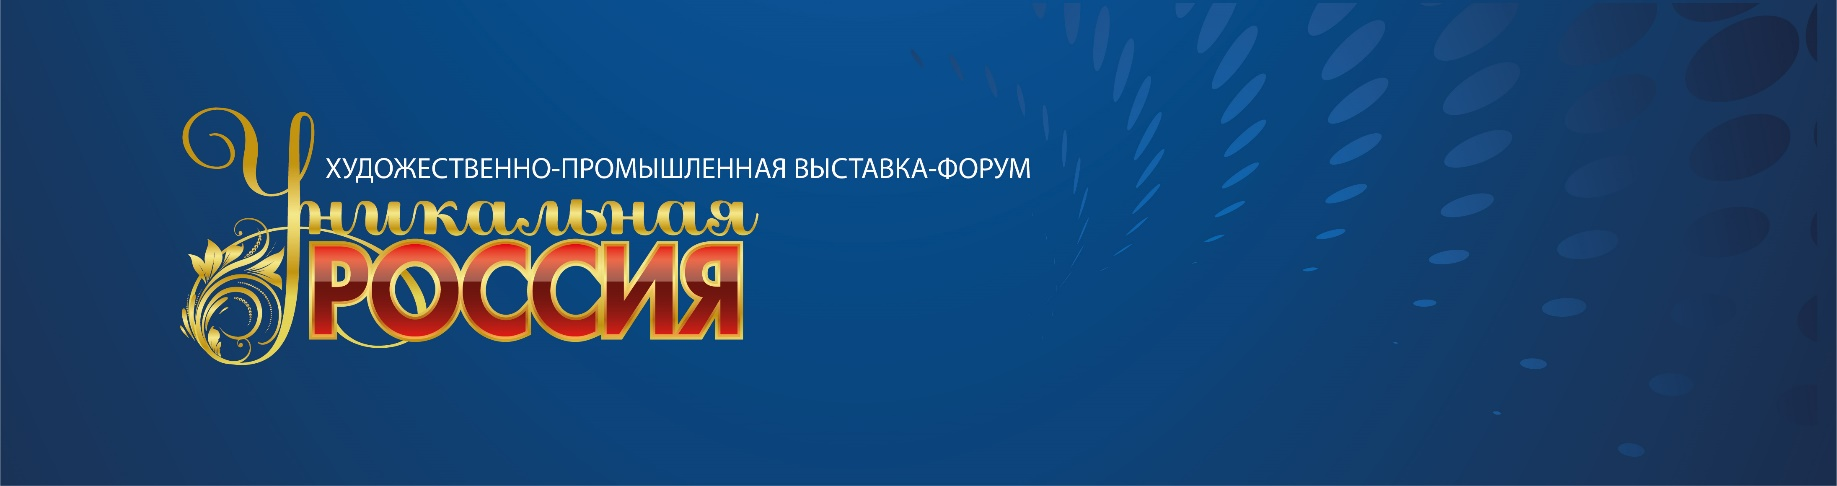 ХУДОЖЕСТВЕННО-ПРОМЫШЛЕННАЯ ВЫСТАВКА-ФОРУМ
Уникальная
РОССИЯ